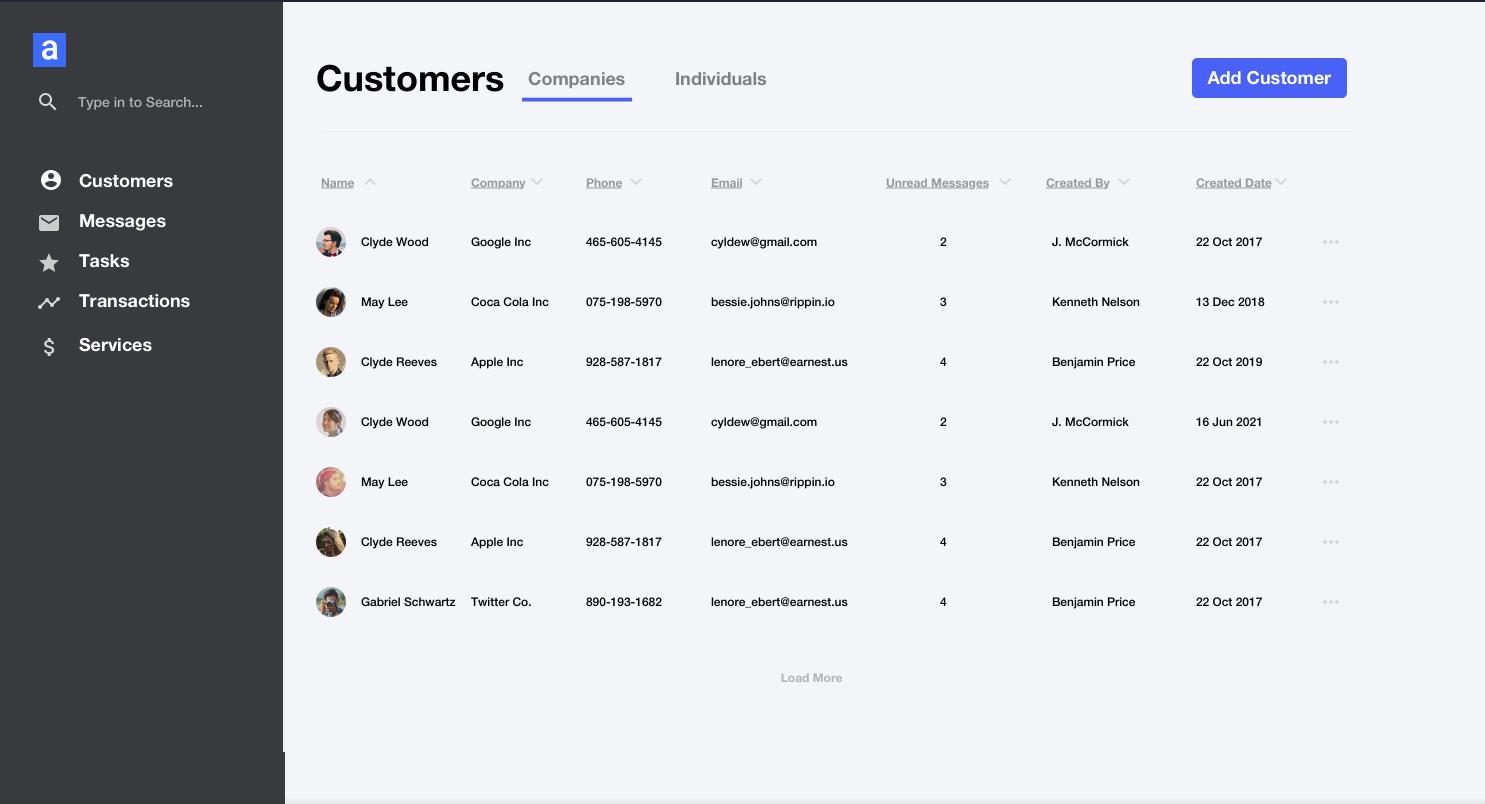 a
Type in to Search...
Customers
Messages
Tasks
Transactions
Services
Customers Companies Individuals Add Customer
Name Company Phone Email Unread Messages Created By Created Date
Clyde Wood Google Inc 465-605-4145 cyldew@gmail.com 2 J. McCormick 22 Oct 2017
May Lee Coca Cola Inc 075-198-5970 bessie.johns@rippin.io 3 Kenneth Nelson 13 Dec 2018
Clyde Reeves Apple Inc 928-587-1817 lenore_ebert@earnest.us 4 Benjamin Price 22 Oct 2019
Clyde Wood Google Inc 465-605-4145 cyldew@gmail.com 2 J. McCormick 16 Jun 2021
May Lee Coca Cola Inc 075-198-5970 bessie.johns@rippin.io 3 Kenneth Nelson 22 Oct 2017
Clyde Reeves Apple Inc 928-587-1817 lenore_ebert@earnest.us 4 Benjamin Price 22 Oct 2017
Gabriel Schwartz Twitter Co. 890-193-1682 lenore_ebert@earnest.us 4 Benjamin Price 22 Oct 2017
Load More